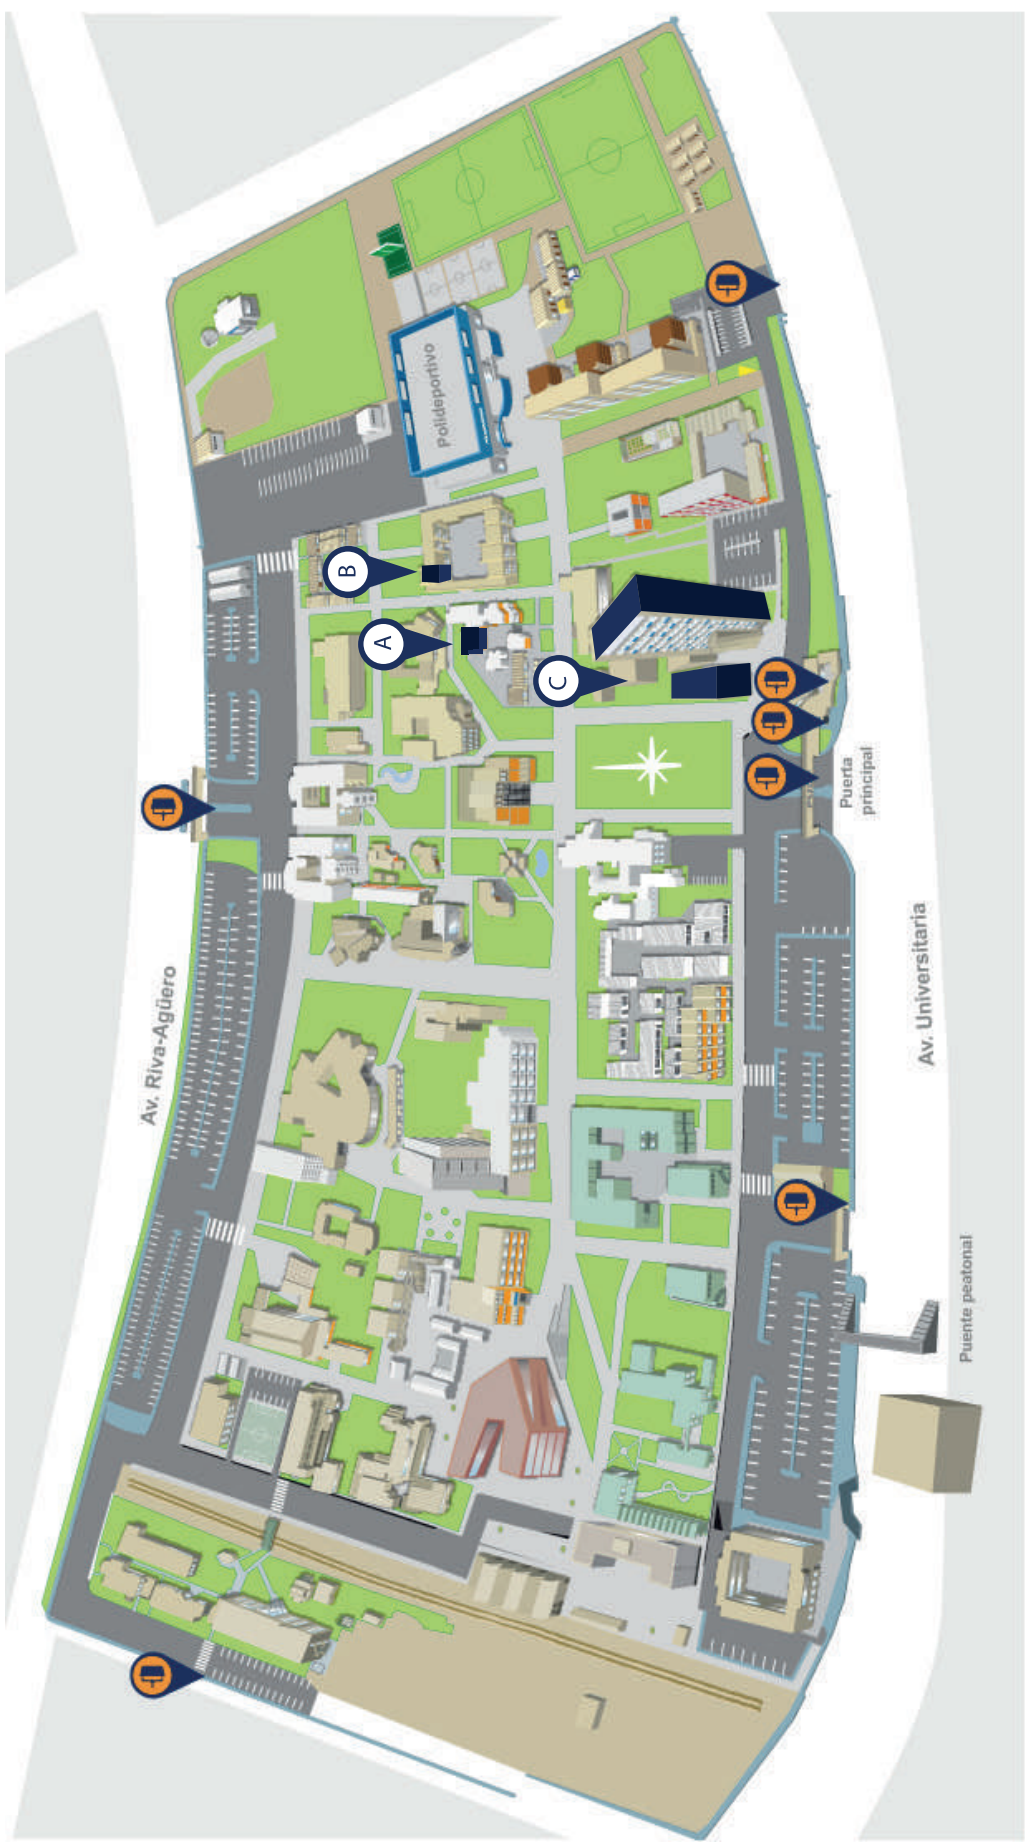 Polideportivo
B
A
C
Puerta
principal
Av. Riva-Agüero
Av. Universitaria
Puente peatonal